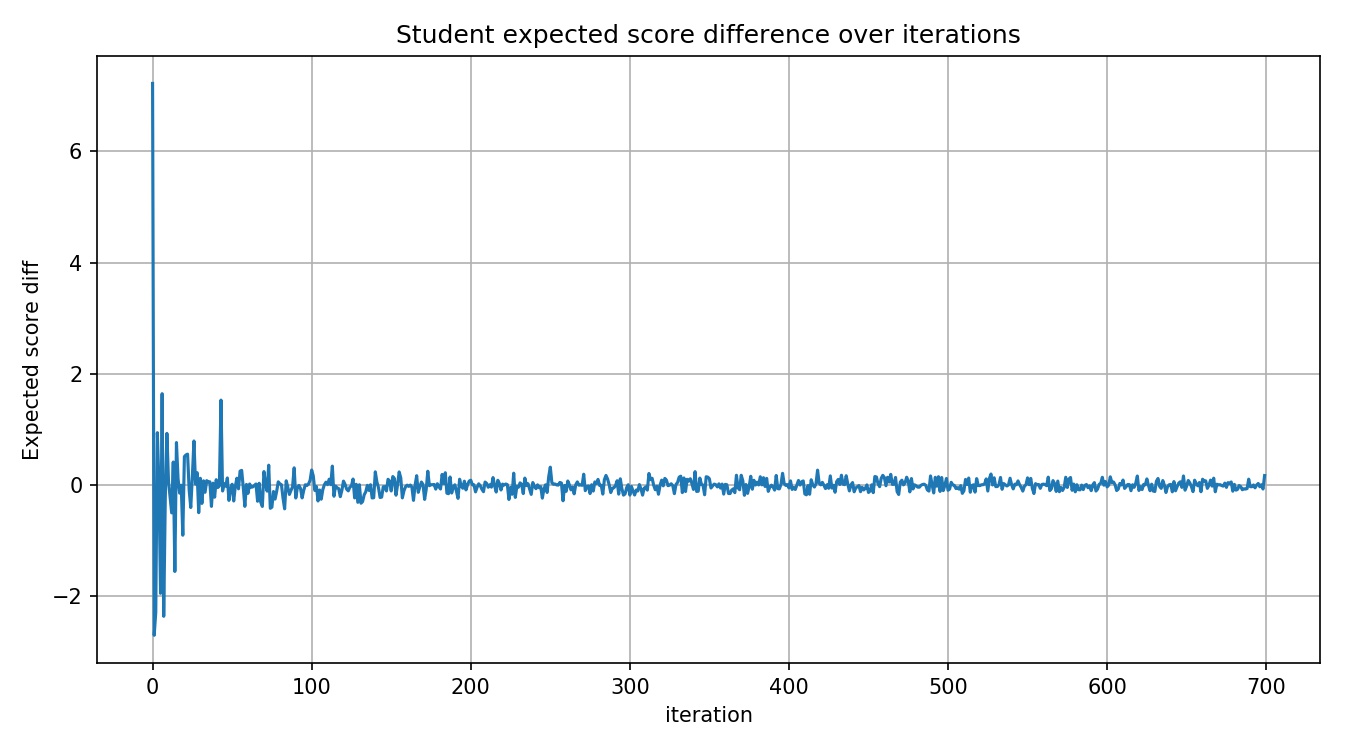 Student expected score difference over iterations
Expected score diff
6
4
2
0
−2
0 100 200 300 400 500 600 700
iteration